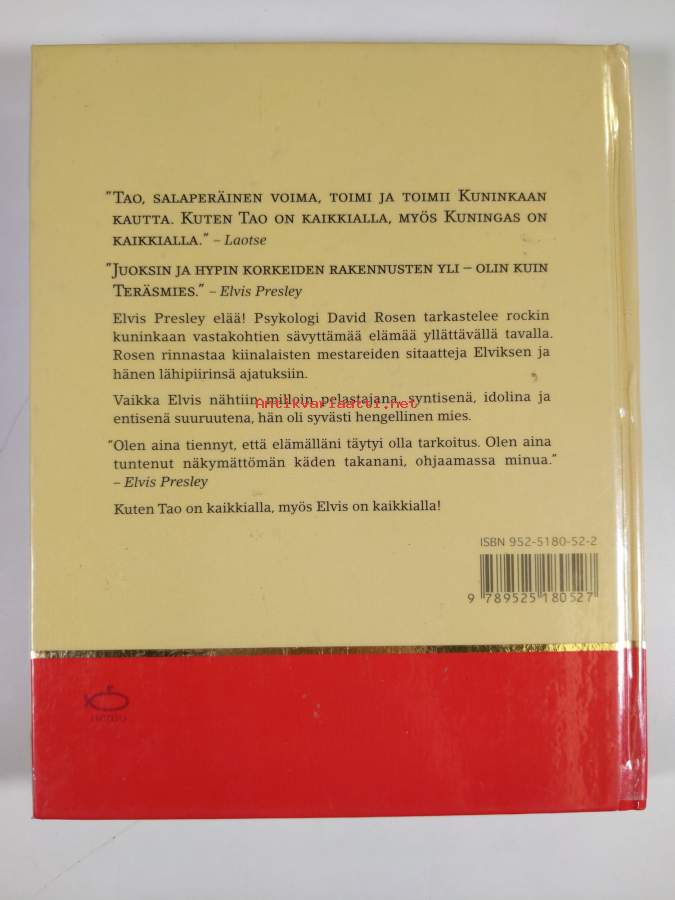 "TAO, SALAPERÄINEN VOIMA, TOIMI JA TOIMII KUNINKAAN
KAUTTA. KUTEN TAO ON KAIKKIALLA, MYÖS KUNINGAS ON
KAIKKIALLA." – Laotse
"JUOKSIN JA HYPIN KORKEIDEN RAKENNUSTEN YLI – OLIN KUIN
TERÄSMIES." – Elvis Presley
Elvis Presley elää! Psykologi David Rosen tarkastelee rockin
kuninkaan vastakohtien sävyttämää elämää yllättävällä tavalla.
Rosen rinnastaa kiinalaisten mestareiden sitaatteja Elviksen ja
hänen lähipiirinsä ajatuksiin.
Vaikka Elvis nähtiin milloin pelastajana, syntisenä, idolina ja
Antikvariaatti.net
entisenä suuruutena, hän oli syvästi hengellinen mies.
"Olen aina tiennyt, että elämälläni täytyi olla tarkoitus. Olen aina
tuntenut näkymättömän käden takanani, ohjaamassa minua."
– Elvis Presley
Kuten Tao on kaikkialla, myös Elvis on kaikkialla!
ISBN 952-5180-52-2
9 789525 180527